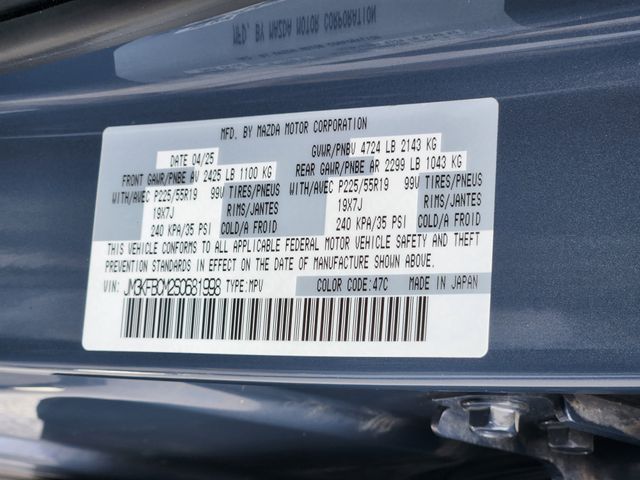 MFD. BY MAZDA MOTOR CORPORATION
DATE 04/25
GVWR/PNBV 4724 LB 2143 KG
FRONT GAWR/PNBE AV 2425 LB 1100 KG
REAR GAWR/PNBE AR 2299 LB 1043 KG
WITH/AVEC P225/55R19 99V TIRES/PNEUS
19X7J RIMS/JANTES
240 KPA/35 PSI COLD/A FROID
WITH/AVEC P225/55R19 99V TIRES/PNEUS
19X7J RIMS/JANTES
240 KPA/35 PSI COLD/A FROID
THIS VEHICLE CONFORMS TO ALL APPLICABLE FEDERAL MOTOR VEHICLE SAFETY AND THEFT
PREVENTION STANDARDS IN EFFECT ON THE DATE OF MANUFACTURE SHOWN ABOVE.
VIN: JM3KFBCM2S0681998 TYPE:MPV COLOR CODE:47C MADE IN JAPAN